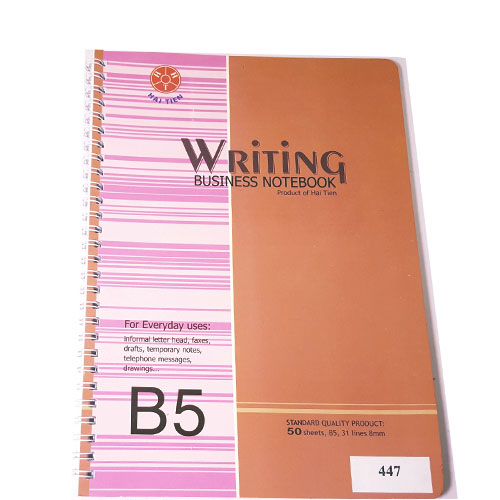 H H T
HAI TIEN
WRiTiNG
BUSINESS NOTEBOOK
Product of Hai Tien
For Everyday uses:
informal letter head, faxes,
drafts, temporary notes,
telephone messages,
drawings...
B5
STANDARD QUALITY PRODUCT:
50 sheets, B5, 31 lines 8mm
447